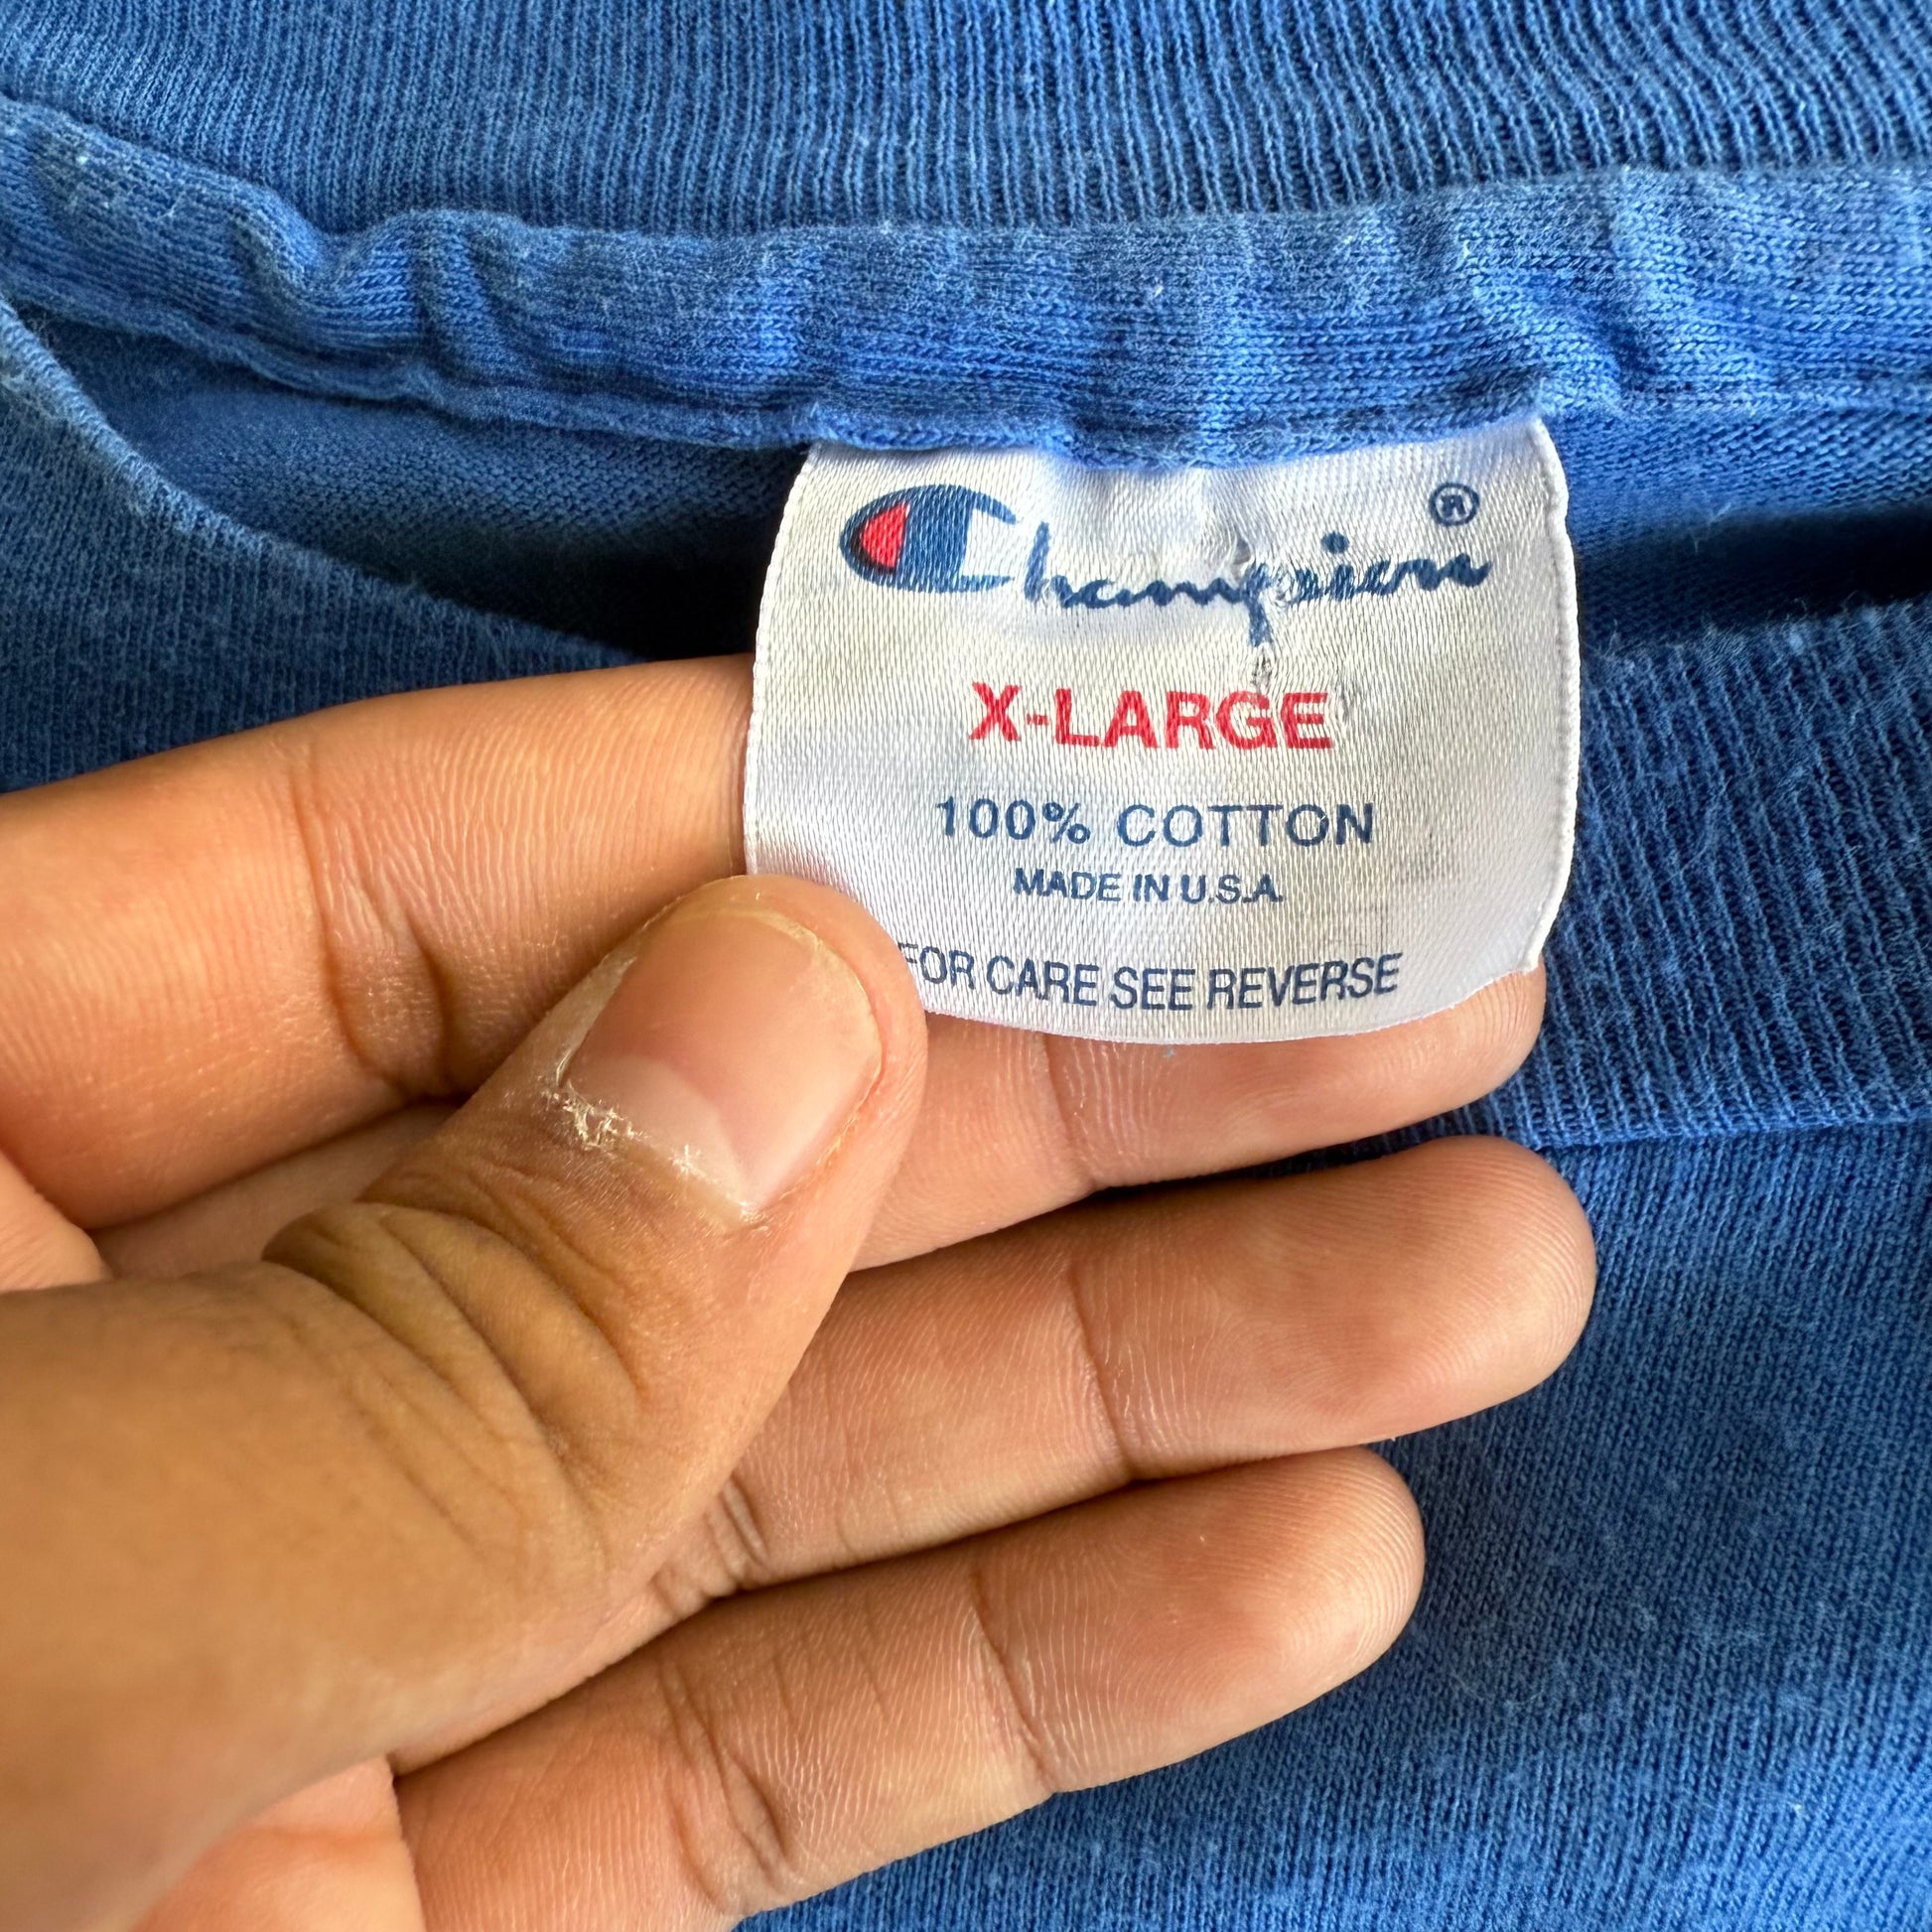 Champion®
X-LARGE
100% COTTON
MADE IN U.S.A.
FOR CARE SEE REVERSE